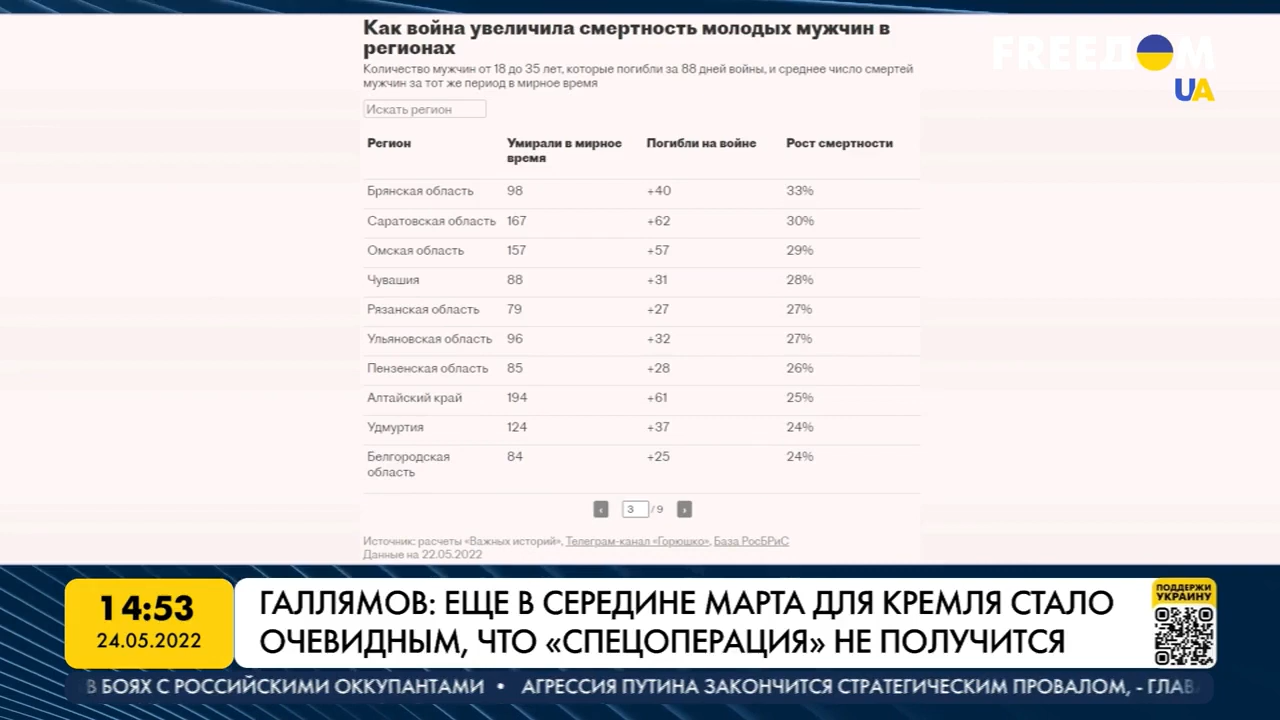 Как война увеличила смертность молодых мужчин в
регионах
Количество мужчин от 18 до 35 лет, которые погибли за 88 дней войны, и среднее число смертей
мужчин за тот же период в мирное время
FREEDOM
UA
Искать регион
Регион Умирали в мирное время Погибли на войне Рост смертности
Брянская область 98 +40 33%
Саратовская область 167 +62 30%
Омская область 157 +57 29%
Чувашия 88 +31 28%
Рязанская область 79 +27 27%
Ульяновская область 96 +32 27%
Пензенская область 85 +28 26%
Алтайский край 194 +61 25%
Удмуртия 124 +37 24%
Белгородская область 84 +25 24%
‹ 3 / 9 ›
Источник: расчеты «Важных историй», Телеграм-канал «Горюшко», База РосБРиС
Данные на 22.05.2022
14:53
24.05.2022
ГАЛЛЯМОВ: ЕЩЕ В СЕРЕДИНЕ МАРТА ДЛЯ КРЕМЛЯ СТАЛО
ОЧЕВИДНЫМ, ЧТО «СПЕЦОПЕРАЦИЯ» НЕ ПОЛУЧИТСЯ
ПОДДЕРЖИ
УКРАИНУ
В БОЯХ С РОССИЙСКИМИ ОККУПАНТАМИ • АГРЕССИЯ ПУТИНА ЗАКОНЧИТСЯ СТРАТЕГИЧЕСКИМ ПРОВАЛОМ, - ГЛАВ